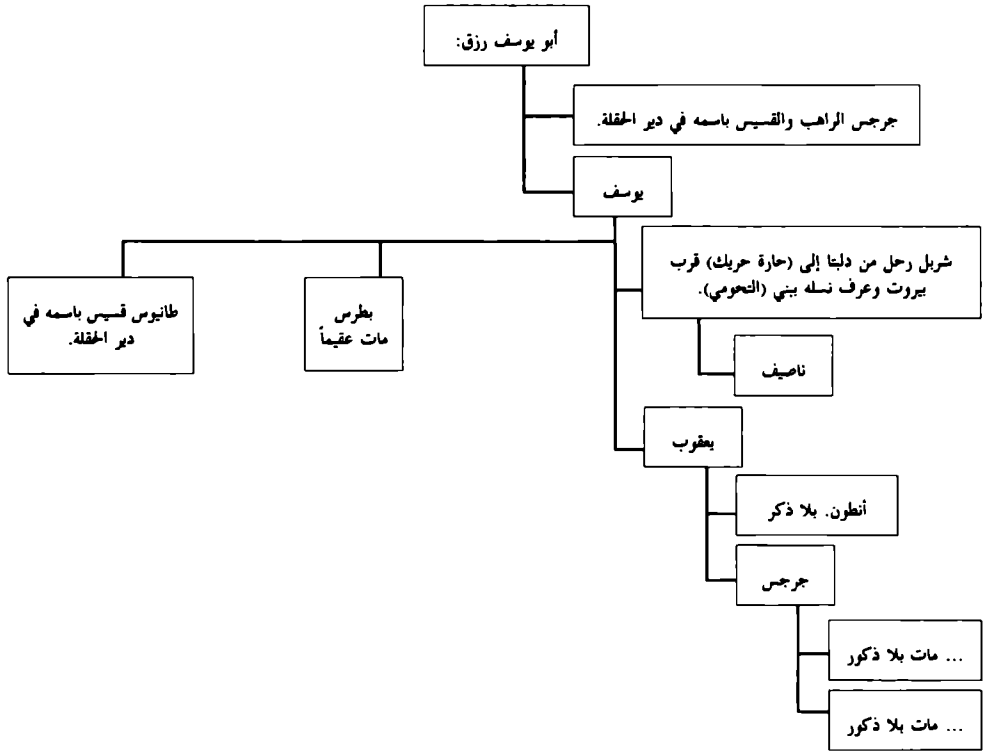 أبو يوسف رزق:
جرجس الراهب والقسيس باسمه في دير الحقلة.
يوسف
شربل رحل من دلبتا إلى (حارة حريك) قرب
بيروت وعرف نسله ببني (التحومي).
ناصيف
بطرس
مات عقيماً
طانيوس قسيس باسمه في
دير الحقلة.
يعقوب
أنطون. بلا ذكر
جرجس
... مات بلا ذكور
... مات بلا ذكور